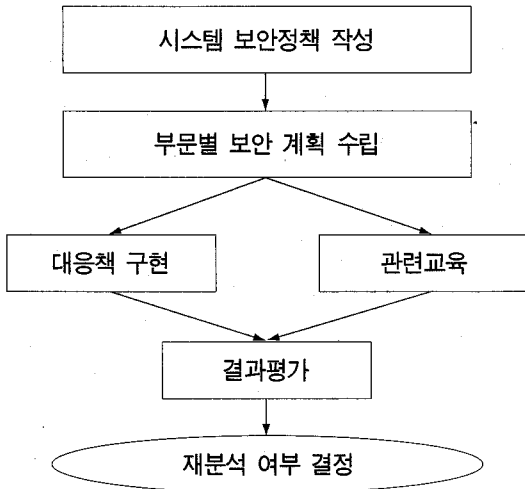 시스템 보안정책 작성
부문별 보안 계획 수립
대응책 구현
관련교육
결과평가
재분석 여부 결정